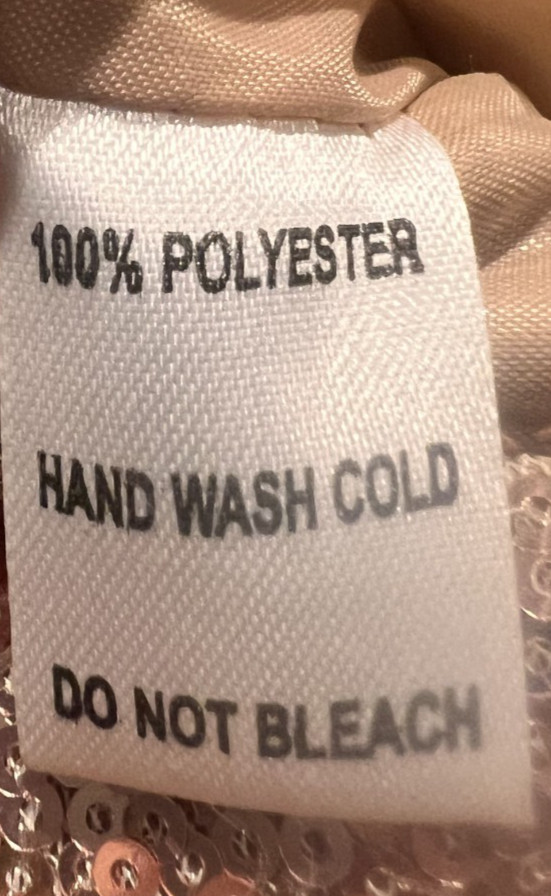 100% POLYESTER
HAND WASH COLD
DO NOT BLEACH